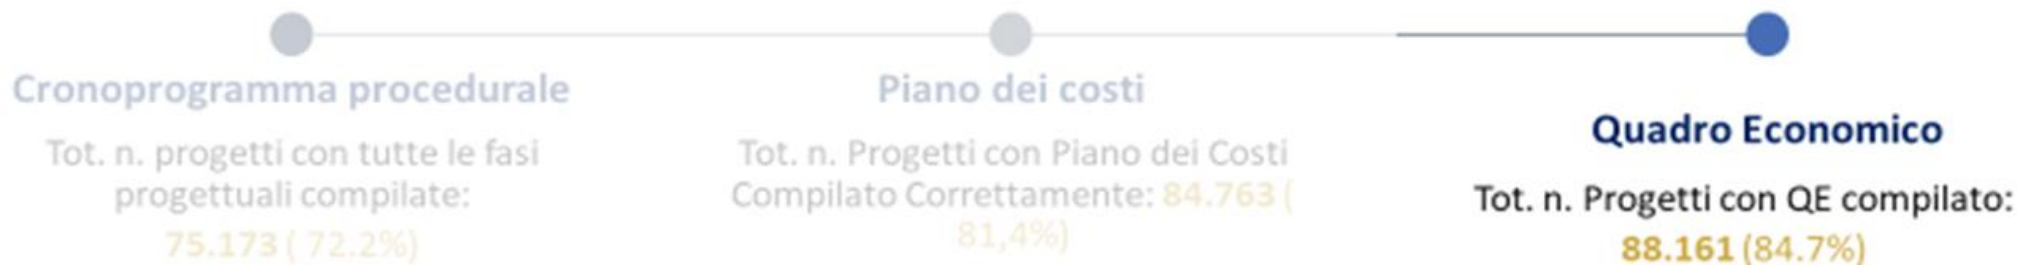 Cronoprogramma procedurale
Tot. n. progetti con tutte le fasi
progettuali compilate:
75.173 ( 72.2%)
Piano dei costi
Tot. n. Progetti con Piano dei Costi
Compilato Correttamente: 84.763 (
81,4%)
Quadro Economico
Tot. n. Progetti con QE compilato:
88.161 (84.7%)